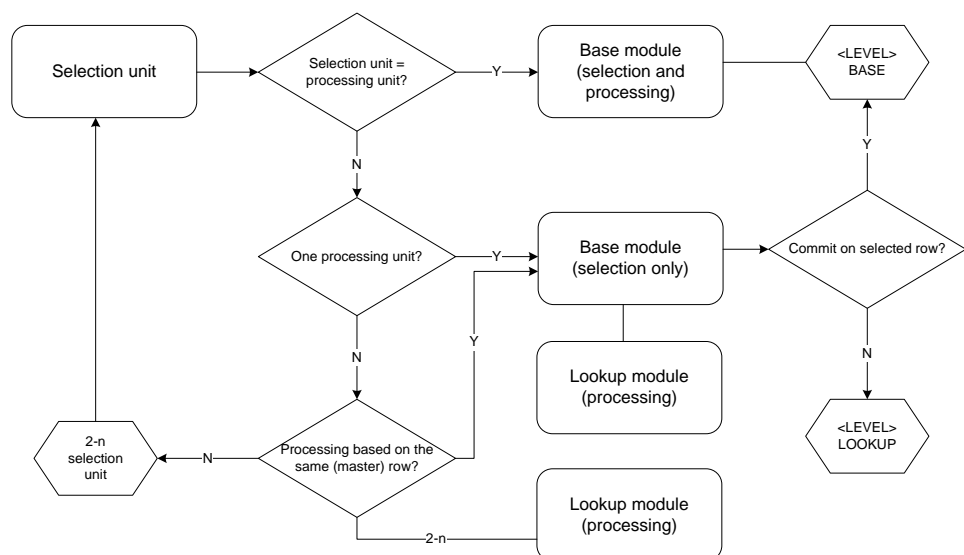 Selection unit
Selection unit =
processing unit?
Y
Base module
(selection and
processing)
<LEVEL>
BASE
N
Y
One processing unit?
Y
Base module
(selection only)
Commit on selected row?
N
Y
N
Lookup module
(processing)
2-n
selection
unit
N
Processing based on the
same (master) row?
<LEVEL>
LOOKUP
2-n
Lookup module
(processing)